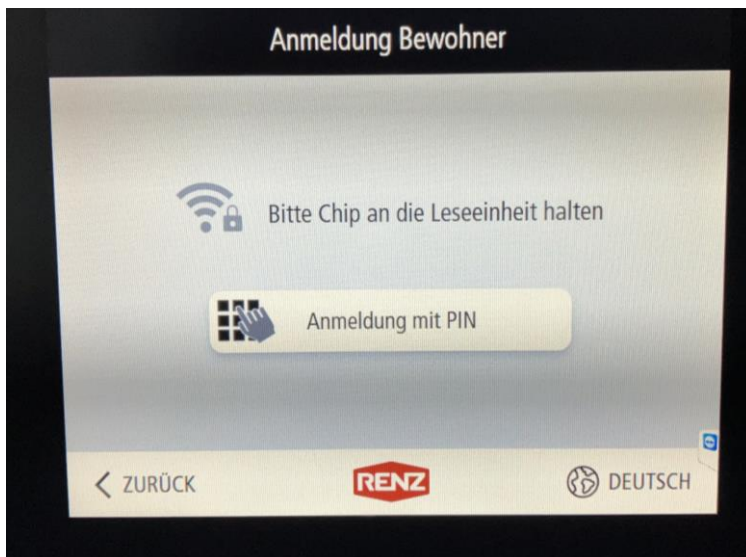 Anmeldung Bewohner
Bitte Chip an die Leseeinheit halten
Anmeldung mit PIN
ZURÜCK
RENZ
DEUTSCH